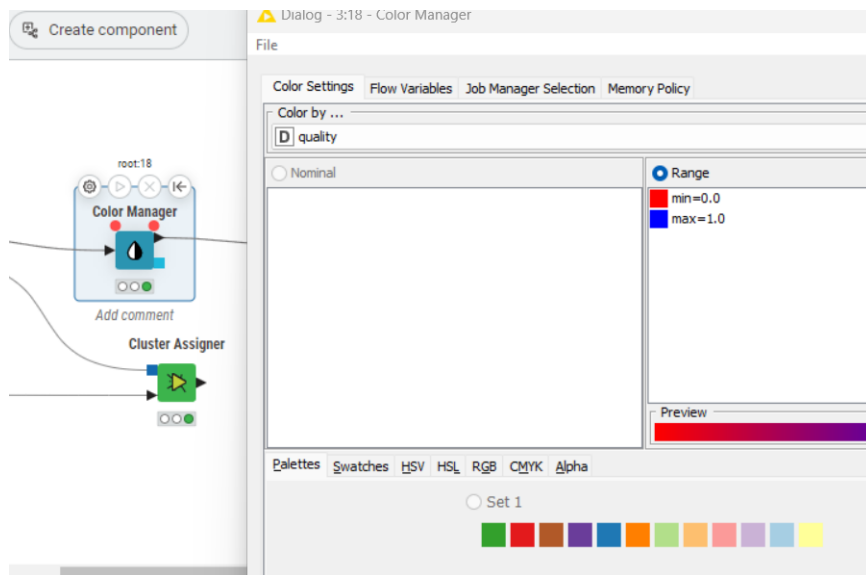 Create component
Dialog - 3:18 - Color Manager
File
Color Settings Flow Variables Job Manager Selection Memory Policy
Color by ...
D quality
Nominal
Range
min=0.0
max=1.0
root:18
Color Manager
Add comment
Cluster Assigner
Preview
Palettes Swatches HSV HSL RGB CMYK Alpha
Set 1